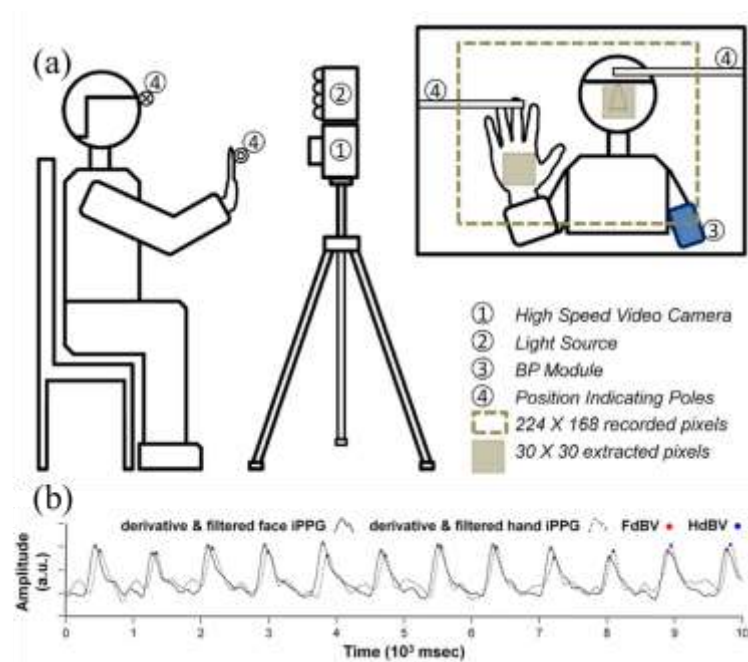 (a)
④
④
②
①
④
④
③
① High Speed Video Camera
② Light Source
③ BP Module
④ Position Indicating Poles
224 X 168 recorded pixels
30 X 30 extracted pixels
(b)
derivative & filtered face iPPG derivative & filtered hand iPPG FdBV HdBV
Amplitude
(a.u.)
0 1 2 3 4 5 6 7 8 9 10
Time (10³ msec)